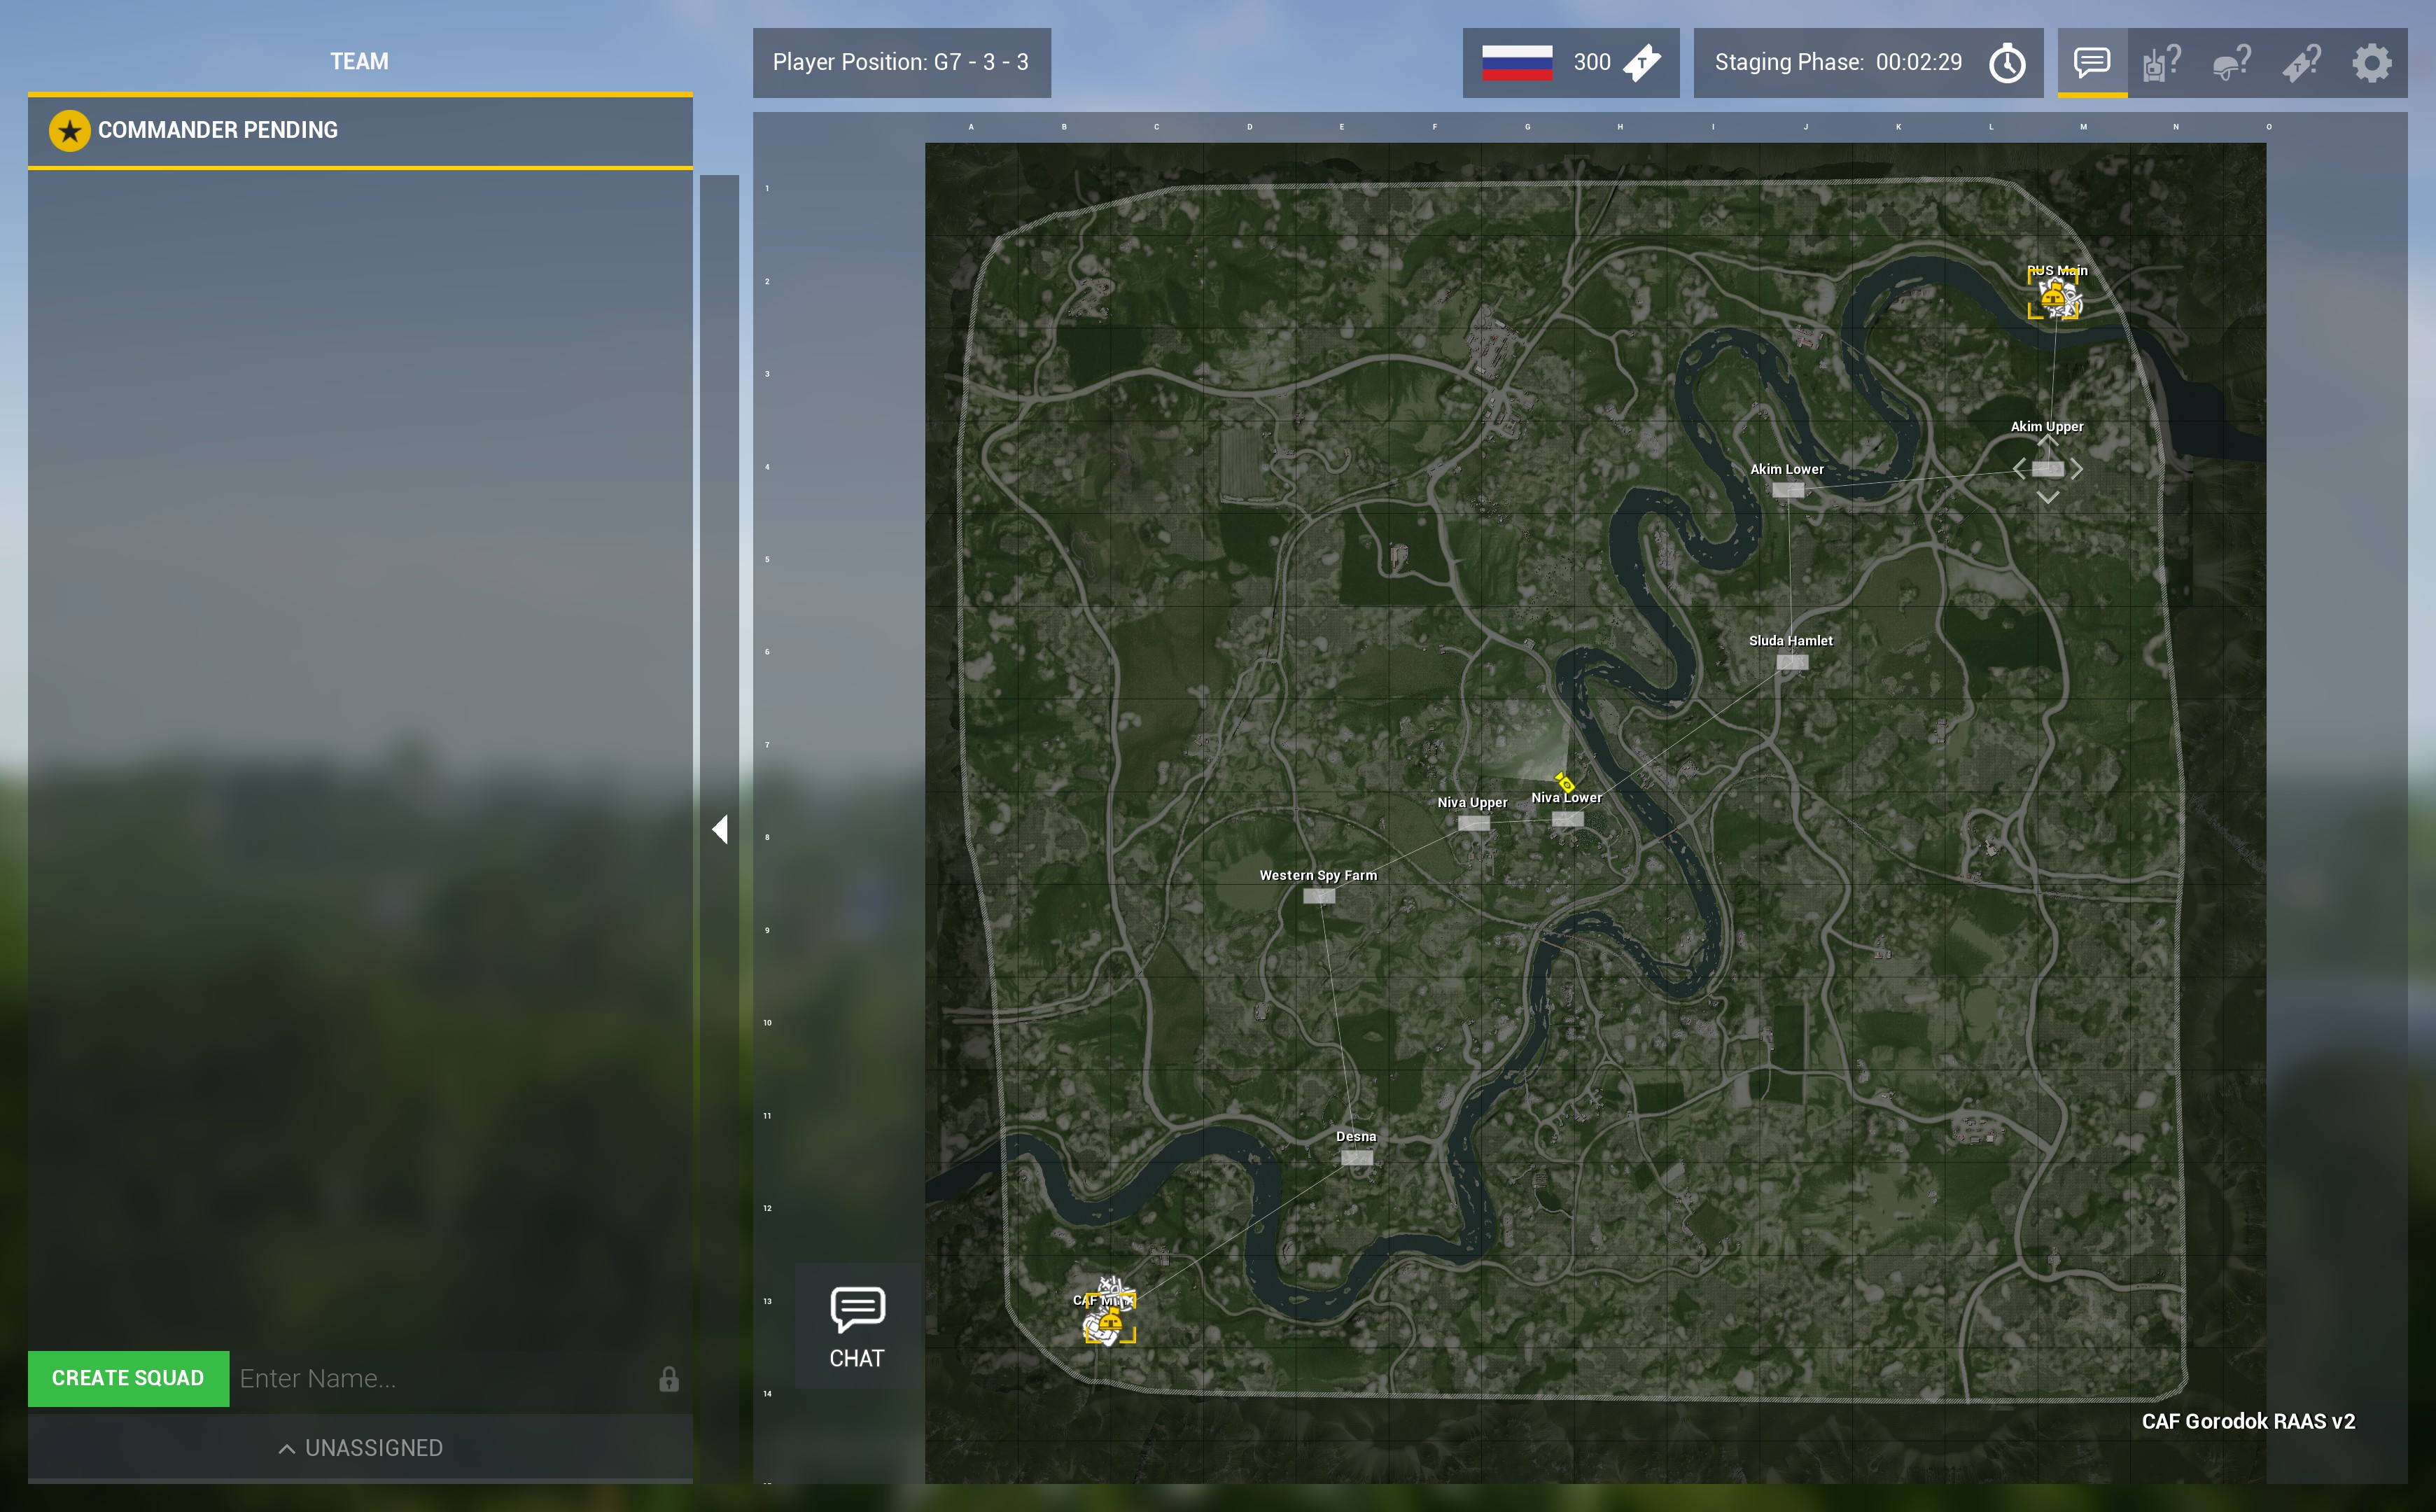 TEAM
Player Position: G7 - 3 - 3
300
Staging Phase: 00:02:29
COMMANDER PENDING
A B C D E F G H I J K L M N O
1
2
3
4
5
6
7
8
9
10
11
12
13
14
RUS Main
Akim Upper
Akim Lower
Sluda Hamlet
Niva Upper
Niva Lower
Western Spy Farm
Desna
CAF Main
CHAT
CREATE SQUAD
Enter Name...
UNASSIGNED
CAF Gorodok RAAS v2